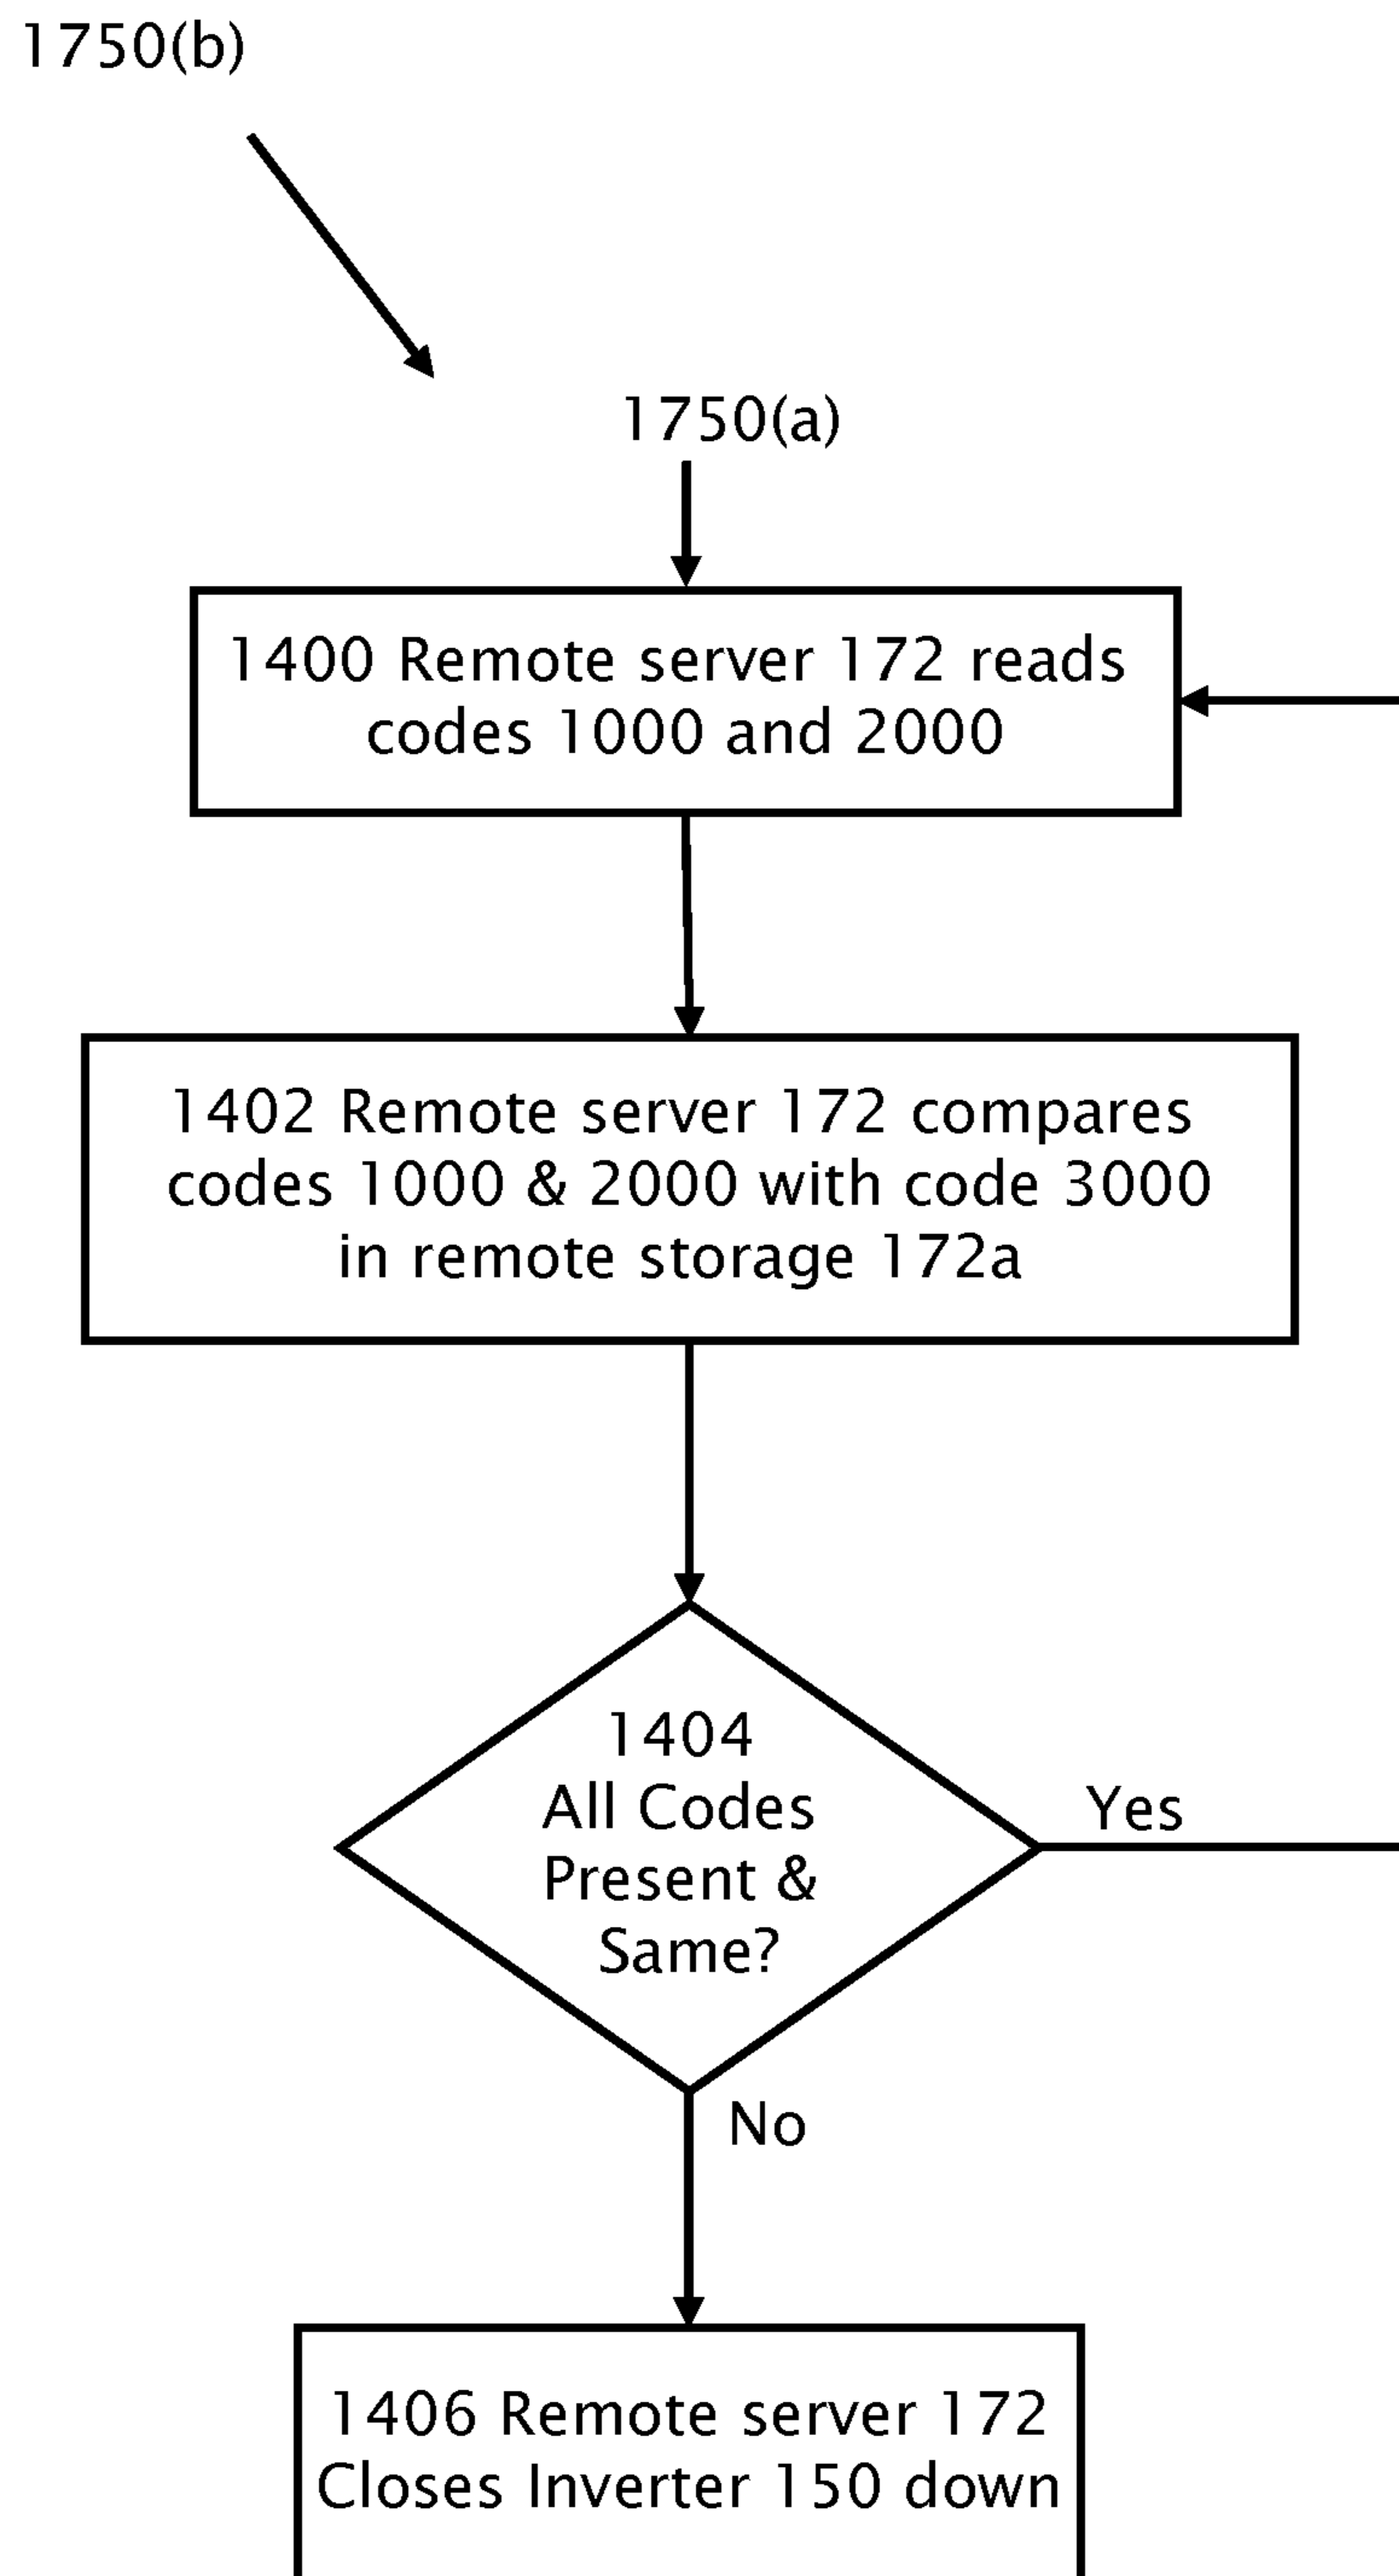 1750(b)
1750(a)
1400 Remote server 172 reads
codes 1000 and 2000
1402 Remote server 172 compares
codes 1000 & 2000 with code 3000
in remote storage 172a
1404
All Codes
Present &
Same?
Yes
No
1406 Remote server 172
Closes Inverter 150 down